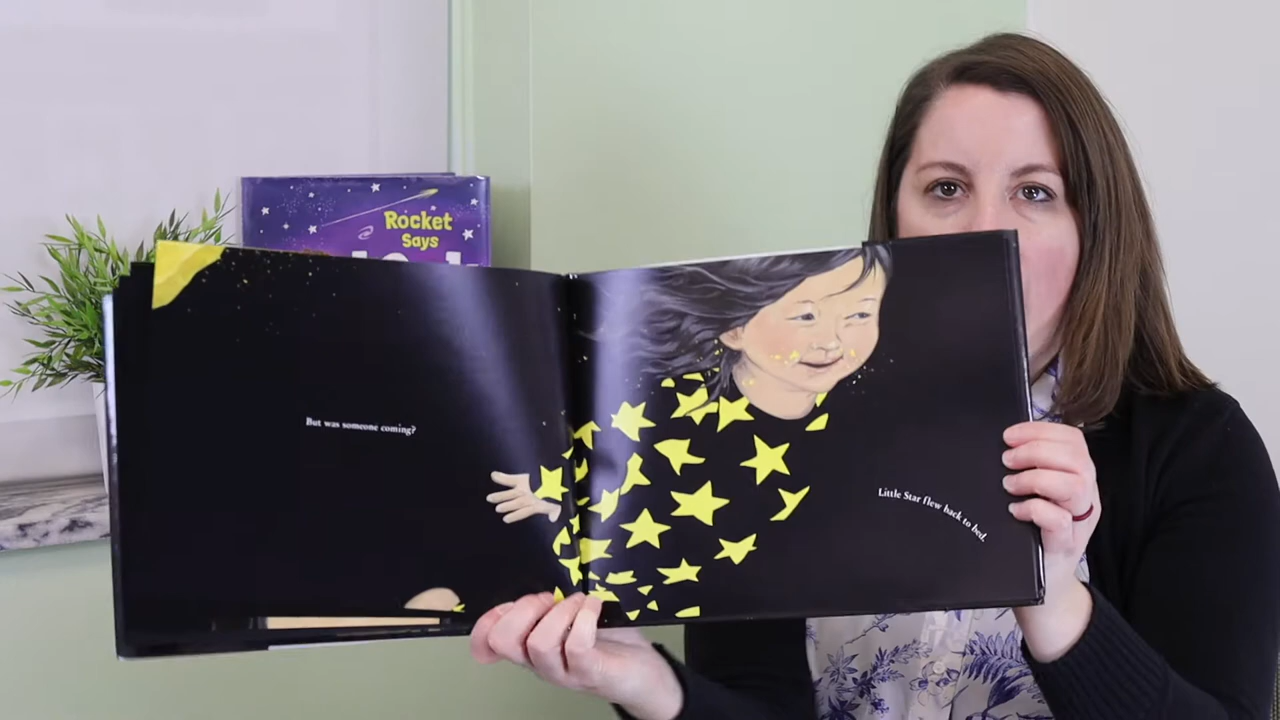 Rocket
Says
But was someone coming?
Little Star flew back to bed.